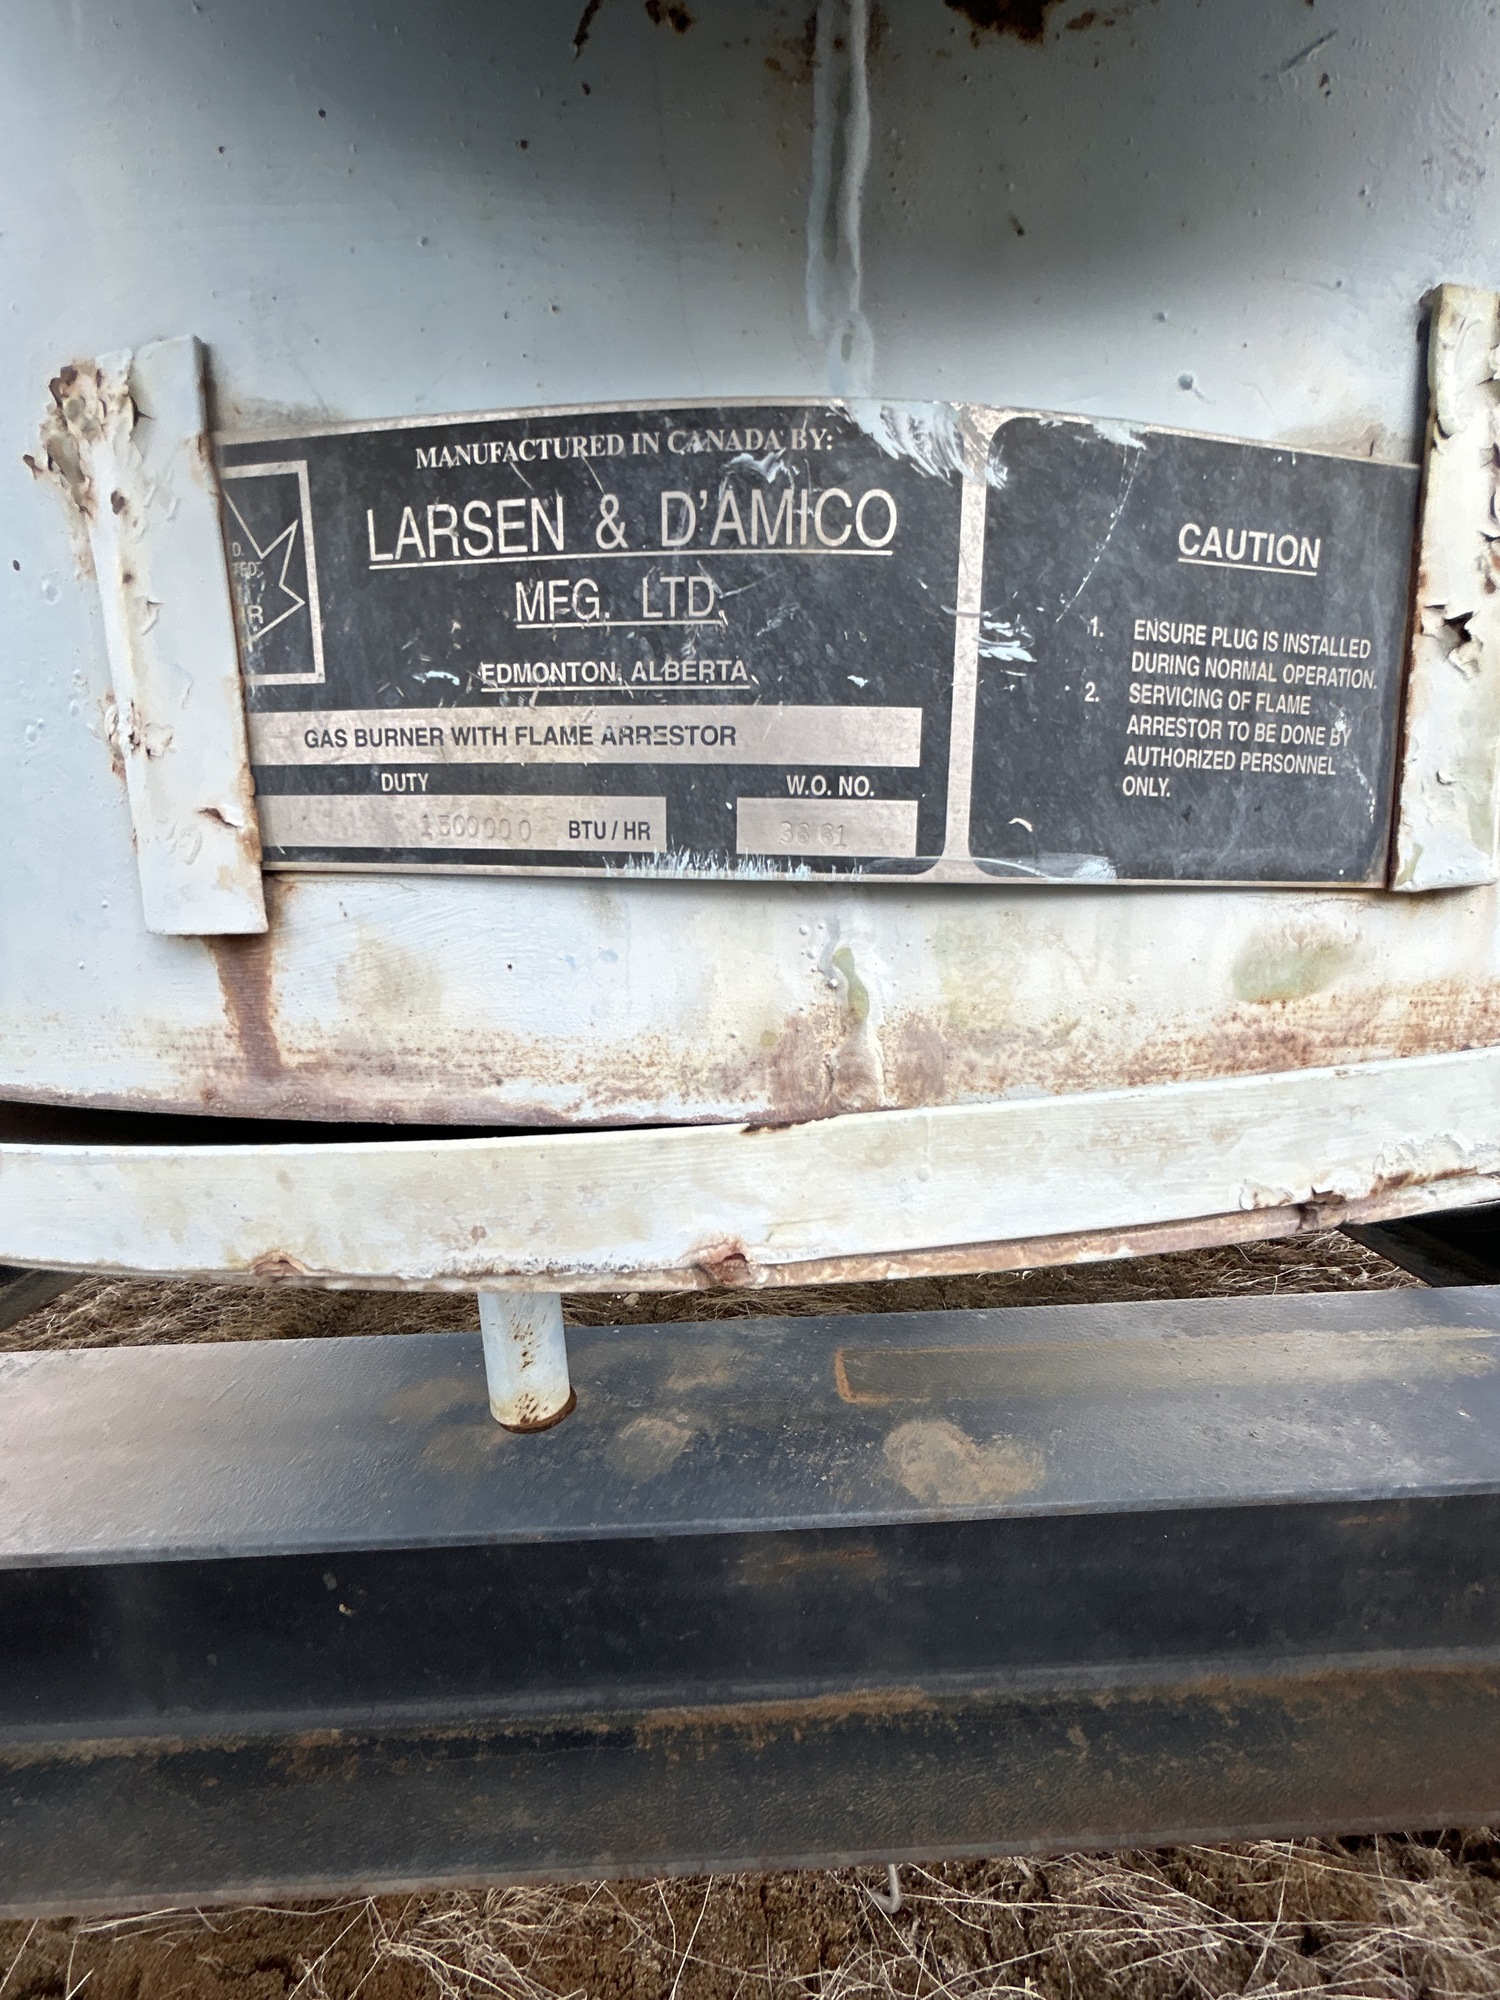 MANUFACTURED IN CANADA BY:
LARSEN & D'AMICO
MFG. LTD.
EDMONTON, ALBERTA
GAS BURNER WITH FLAME ARRESTOR
DUTY
W.O. NO.
1500000 BTU / HR
CAUTION
1. ENSURE PLUG IS INSTALLED
DURING NORMAL OPERATION.
2. SERVICING OF FLAME
ARRESTOR TO BE DONE BY
AUTHORIZED PERSONNEL
ONLY.